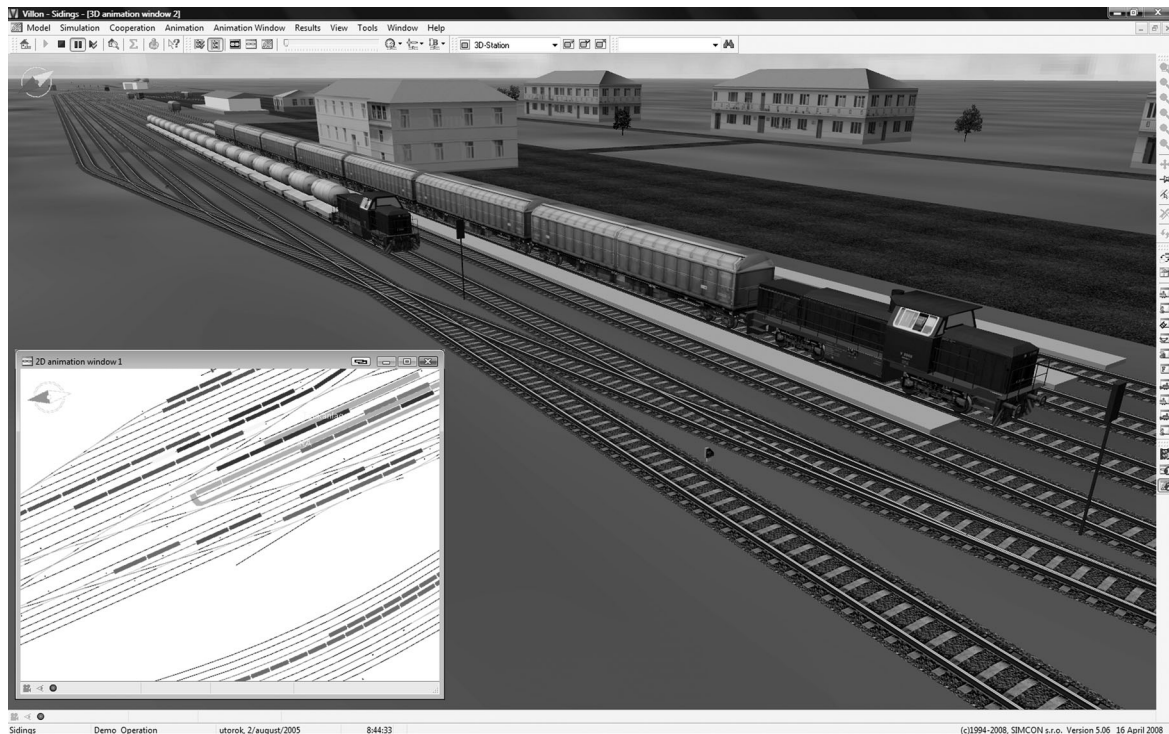 Villon - Sidings - [3D animation window 2]
Model Simulation Cooperation Animation Animation Window Results View Tools Window Help
3D-Station
2D animation window 1
Sidings Demo Operation utorok, 2/august/2005 8:44:33 (c)1994-2008, SIMCON s.r.o. Version 5.06 16 April 2008